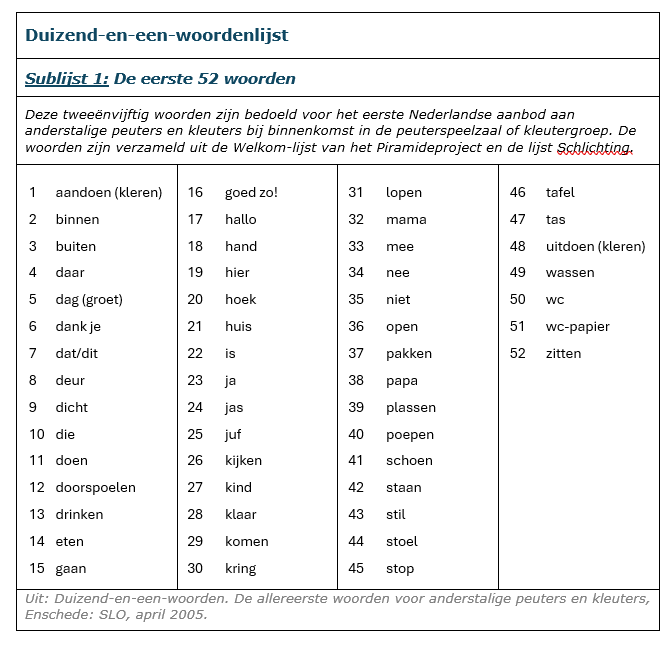 Duizend-en-een-woordenlijst
Sublijst 1: De eerste 52 woorden
Deze tweeënvijftig woorden zijn bedoeld voor het eerste Nederlandse aanbod aan
anderstalige peuters en kleuters bij binnenkomst in de peuterspeelzaal of kleutergroep. De
woorden zijn verzameld uit de Welkom-lijst van het Piramideproject en de lijst Schlichting.
1 aandoen (kleren)
2 binnen
3 buiten
4 daar
5 dag (groet)
6 dank je
7 dat/dit
8 deur
9 dicht
10 die
11 doen
12 doorspoelen
13 drinken
14 eten
15 gaan
16 goed zo!
17 hallo
18 hand
19 hier
20 hoek
21 huis
22 is
23 ja
24 jas
25 juf
26 kijken
27 kind
28 klaar
29 komen
30 kring
31 lopen
32 mama
33 mee
34 nee
35 niet
36 open
37 pakken
38 papa
39 plassen
40 poepen
41 schoen
42 staan
43 stil
44 stoel
45 stop
46 tafel
47 tas
48 uitdoen (kleren)
49 wassen
50 wc
51 wc-papier
52 zitten
Uit: Duizend-en-een-woorden. De allereerste woorden voor anderstalige peuters en kleuters,
Enschede: SLO, april 2005.